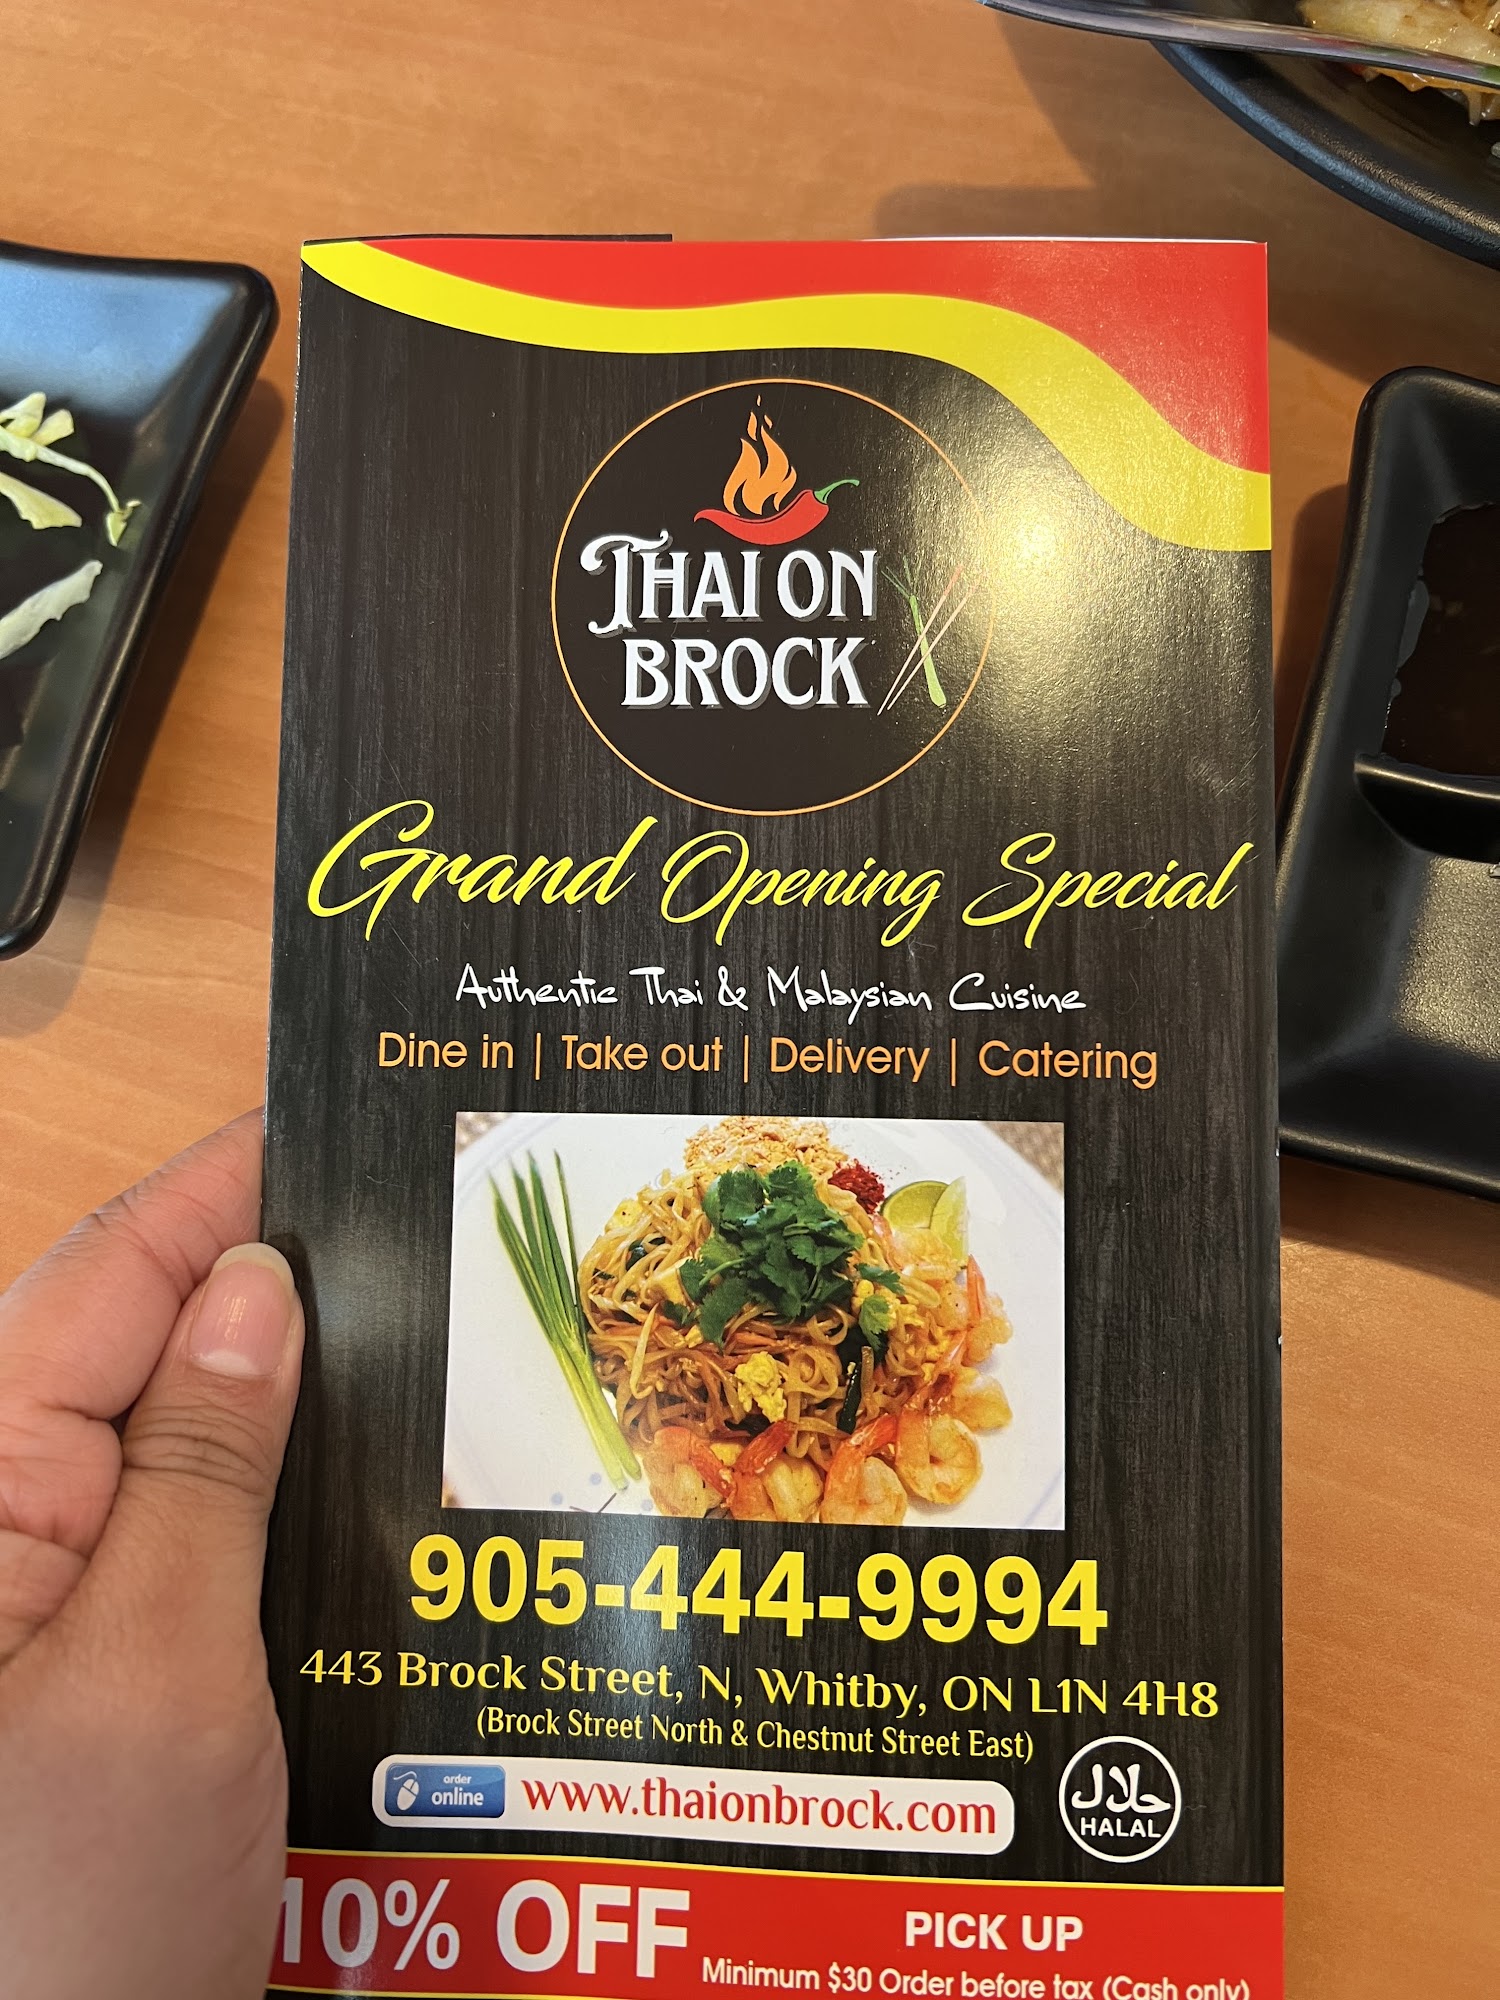 THAI ON
BROCK
Grand Opening Special
Authentic Thai & Malaysian Cuisine
Dine in | Take out | Delivery | Catering
905-444-9994
443 Brock Street, N, Whitby, ON L1N 4H8
(Brock Street North & Chestnut Street East)
order
online
www.thaionbrock.com
حلال
HALAL
10% OFF
PICK UP
Minimum $30 Order before tax (Cash only)